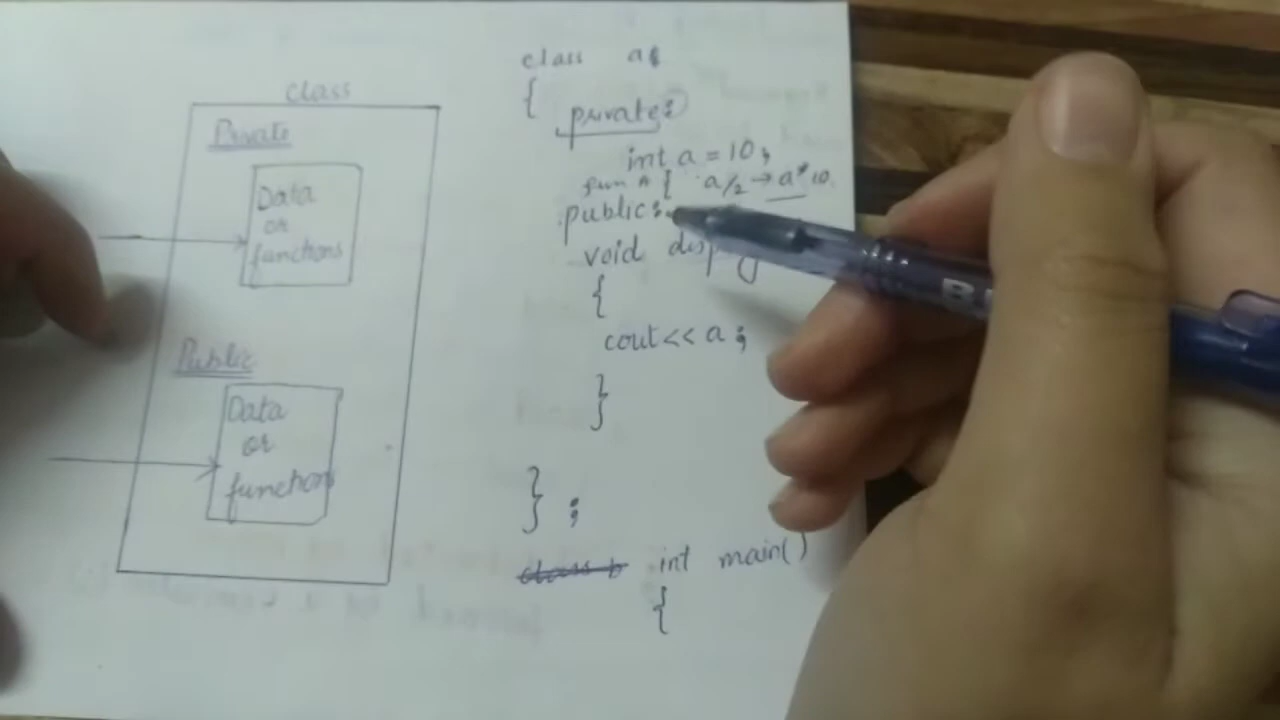 class
Private
Data
or
functions
Public
Data
or
functions
class a
{
private:
int a = 10;
fun A { a/2 → a* 10.
public:
void
{
cout<< a ;
}
} ;
class b int main()
{
B